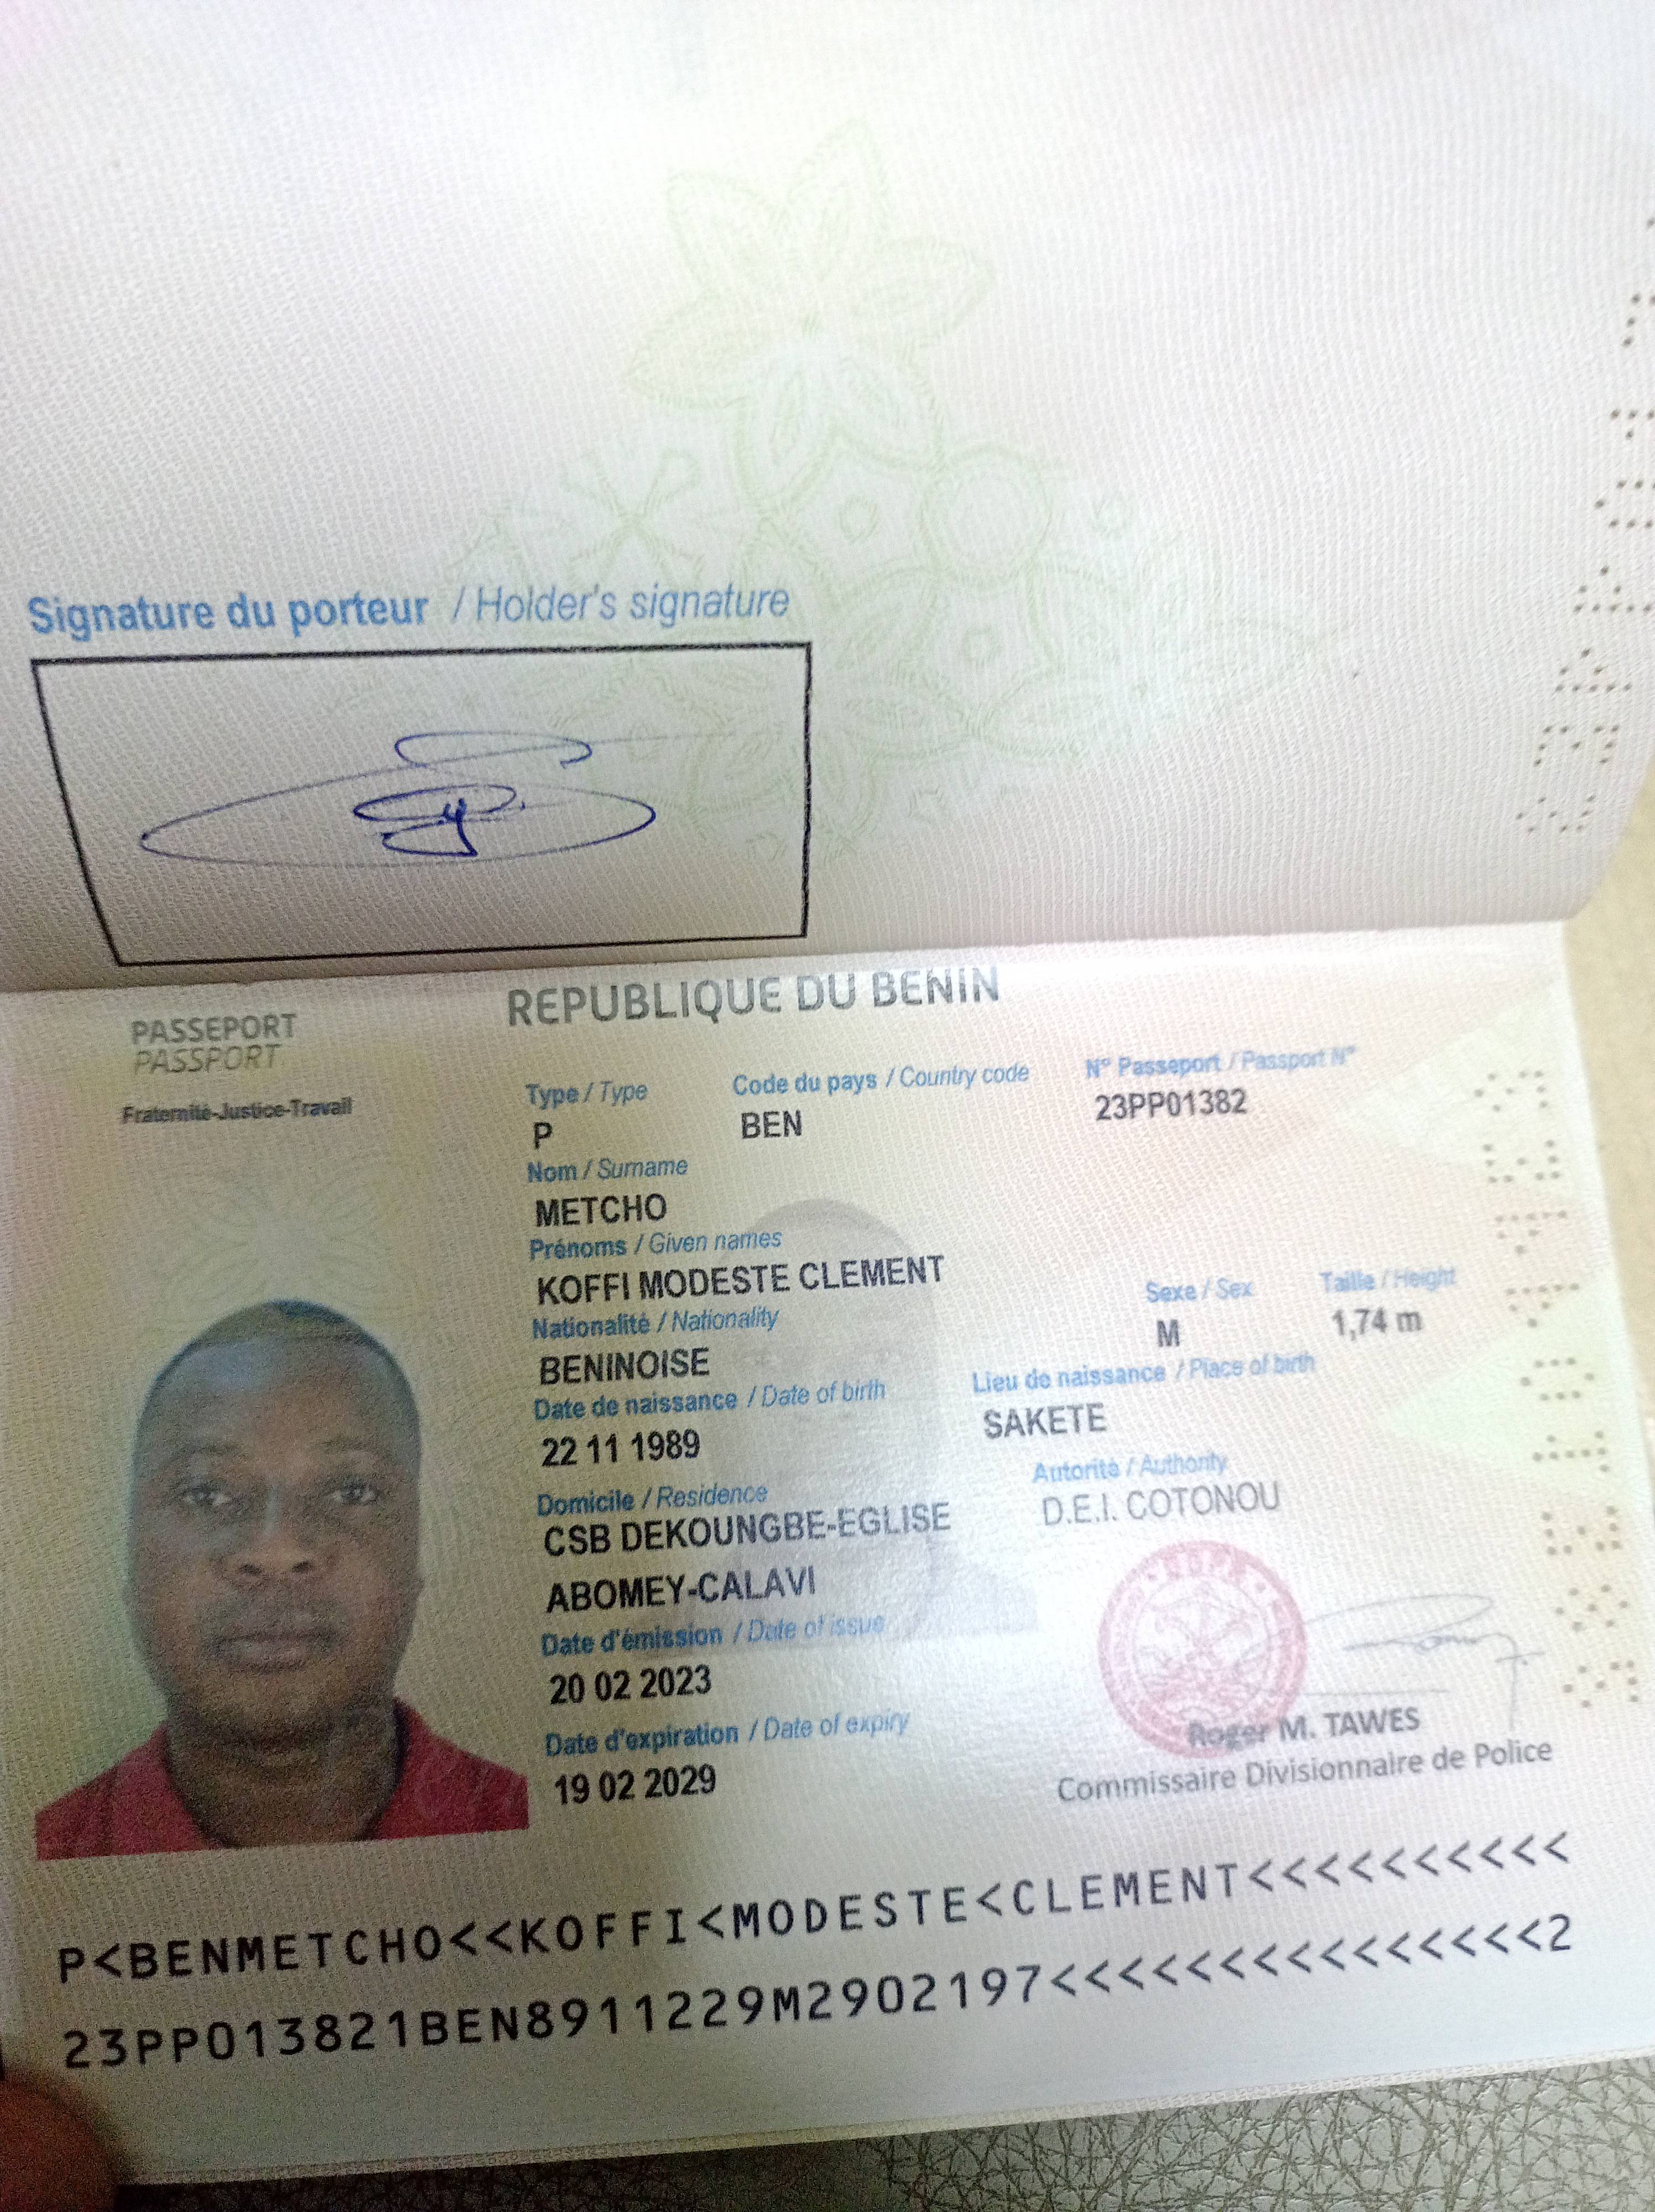 Signature du porteur / Holder's signature
REPUBLIQUE DU BENIN
PASSEPORT
PASSPORT
Fraternité-Justice-Travail
Type / Type
Code du pays / Country code
N° Passeport / Passport N°
P
BEN
23PP01382
Nom / Surname
METCHO
Prénoms / Given names
KOFFI MODESTE CLEMENT
Sexe / Sex
Taille / Height
Nationalité / Nationality
M
1,74 m
BENINOISE
Date de naissance / Date of birth
Lieu de naissance / Place of birth
22 11 1989
SAKETE
Domicile / Residence
Autorité / Authority
CSB DEKOUNGBE-EGLISE
D.E.I. COTONOU
ABOMEY-CALAVI
Date d'émission / Date of issue
20 02 2023
Roger M. TAWES
Date d'expiration / Date of expiry
Commissaire Divisionnaire de Police
19 02 2029
P<BENMETCHO<<KOFFI<MODESTE<CLEMENT<<<<<<<<<<
23PP013821BEN8911229M2902197<<<<<<<<<<<<<<<2